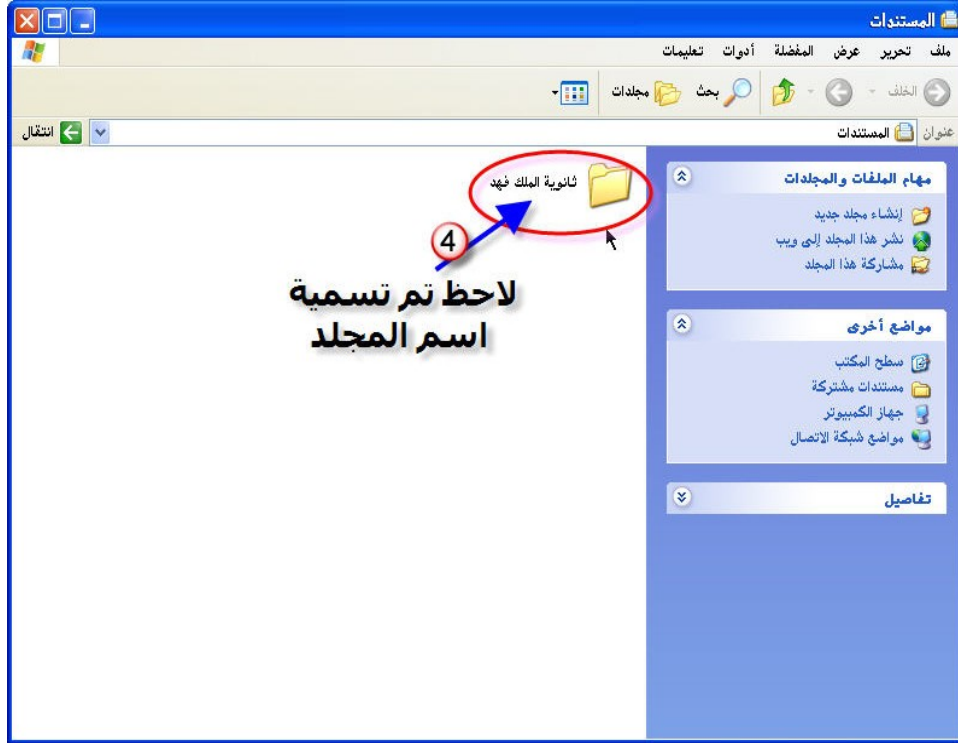 المستندات
ملف تحرير عرض المفضلة أدوات تعليمات
الخلف بحث مجلدات
عنوان المستندات انتقال
مهام الملفات والمجلدات
إنشاء مجلد جديد
نشر هذا المجلد إلى ويب
مشاركة هذا المجلد
مواضع أخرى
سطح المكتب
مستندات مشتركة
جهاز الكمبيوتر
مواضع شبكة الاتصال
تفاصيل
ثانوية الملك فهد
4
لاحظ تم تسمية
اسم المجلد